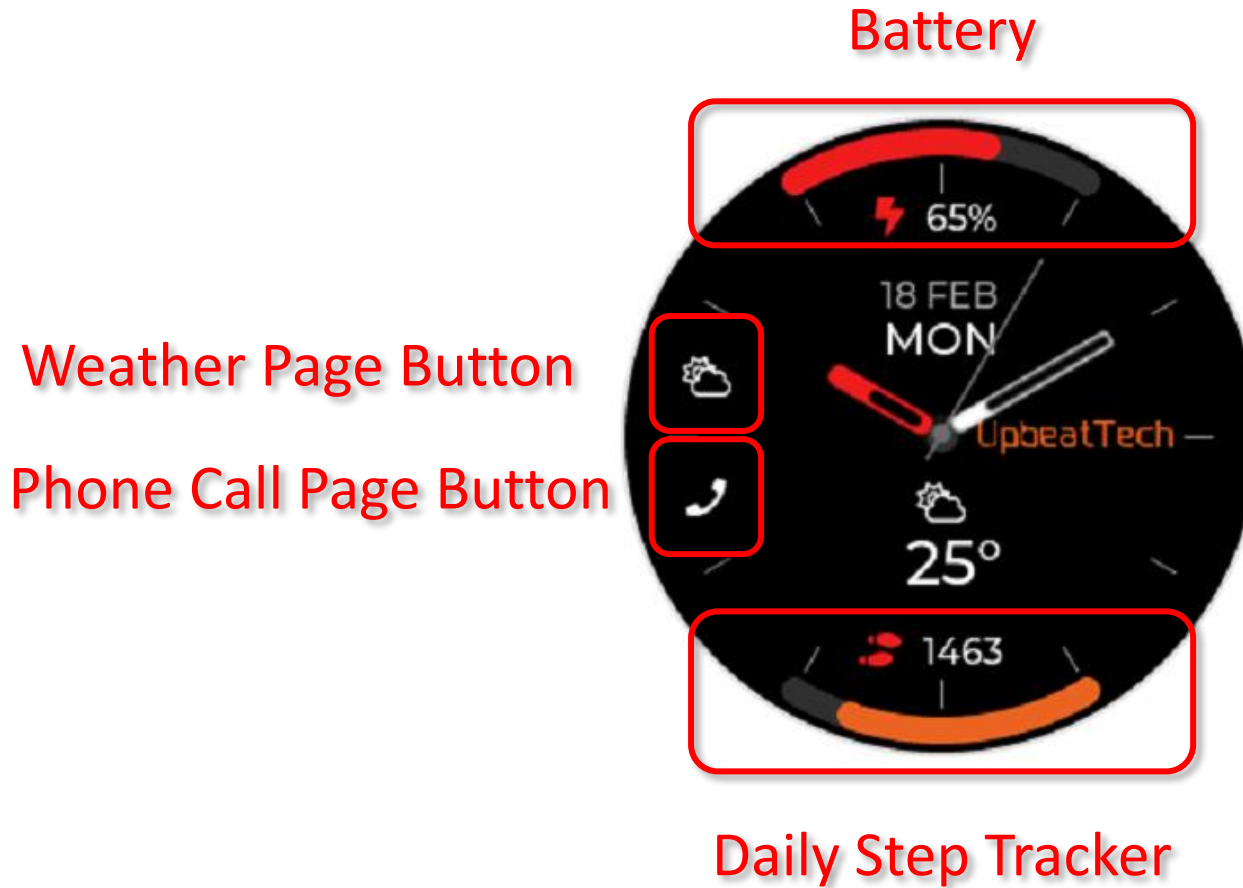 Battery
65%
18 FEB
MON
Weather Page Button
UpbeatTech
Phone Call Page Button
25°
1463
Daily Step Tracker